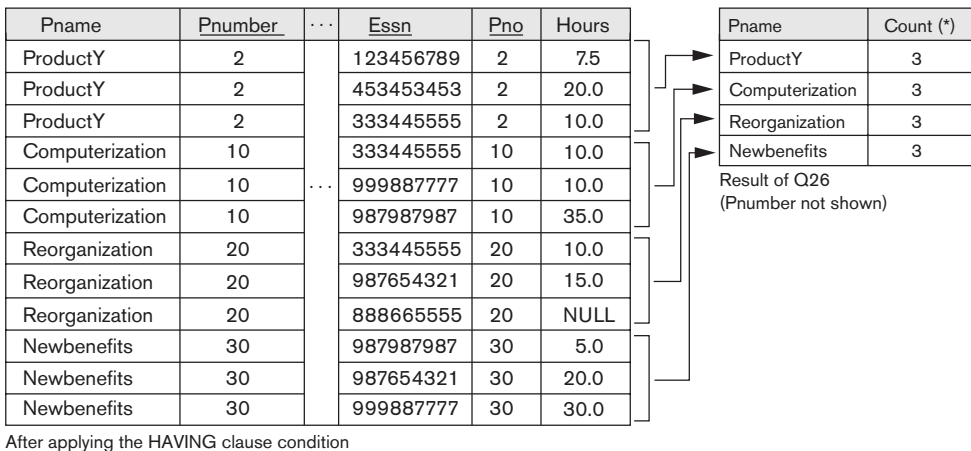 Pname Pnumber ... Essn Pno Hours
ProductY 2 123456789 2 7.5
ProductY 2 453453453 2 20.0
ProductY 2 333445555 2 10.0
Computerization 10 333445555 10 10.0
Computerization 10 ... 999887777 10 10.0
Computerization 10 987987987 10 35.0
Reorganization 20 333445555 20 10.0
Reorganization 20 987654321 20 15.0
Reorganization 20 888665555 20 NULL
Newbenefits 30 987987987 30 5.0
Newbenefits 30 987654321 30 20.0
Newbenefits 30 999887777 30 30.0
After applying the HAVING clause condition
Pname Count (*)
ProductY 3
Computerization 3
Reorganization 3
Newbenefits 3
Result of Q26
(Pnumber not shown)